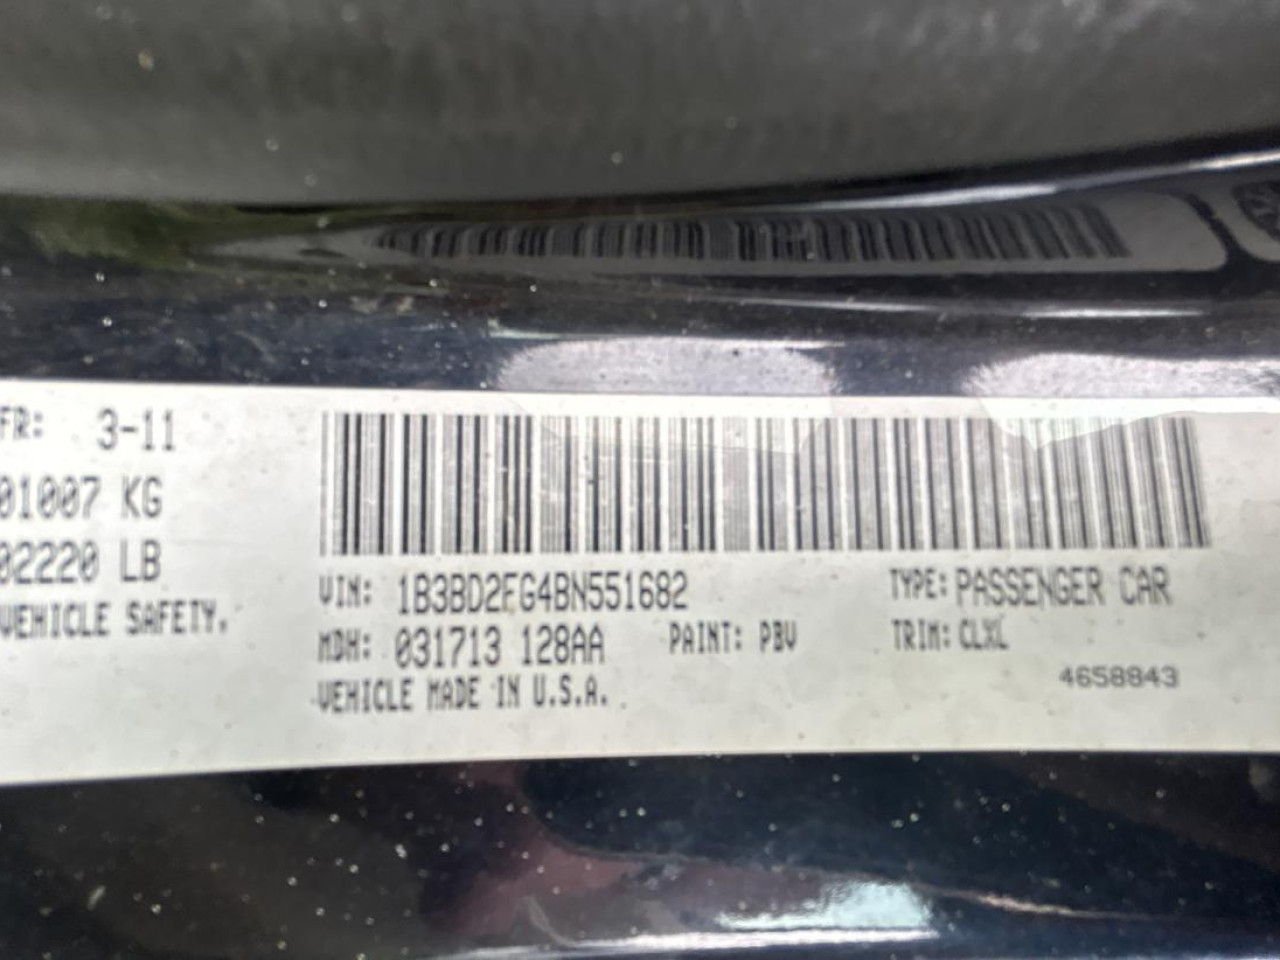 FR: 3-11
01007 KG
02220 LB
VEHICLE SAFETY.
VIN: 1B3BD2FG4BN551682
TYPE: PASSENGER CAR
MDH: 031713 128AA
PAINT: PBV
TRIM: CLXL
VEHICLE MADE IN U.S.A.
4658843